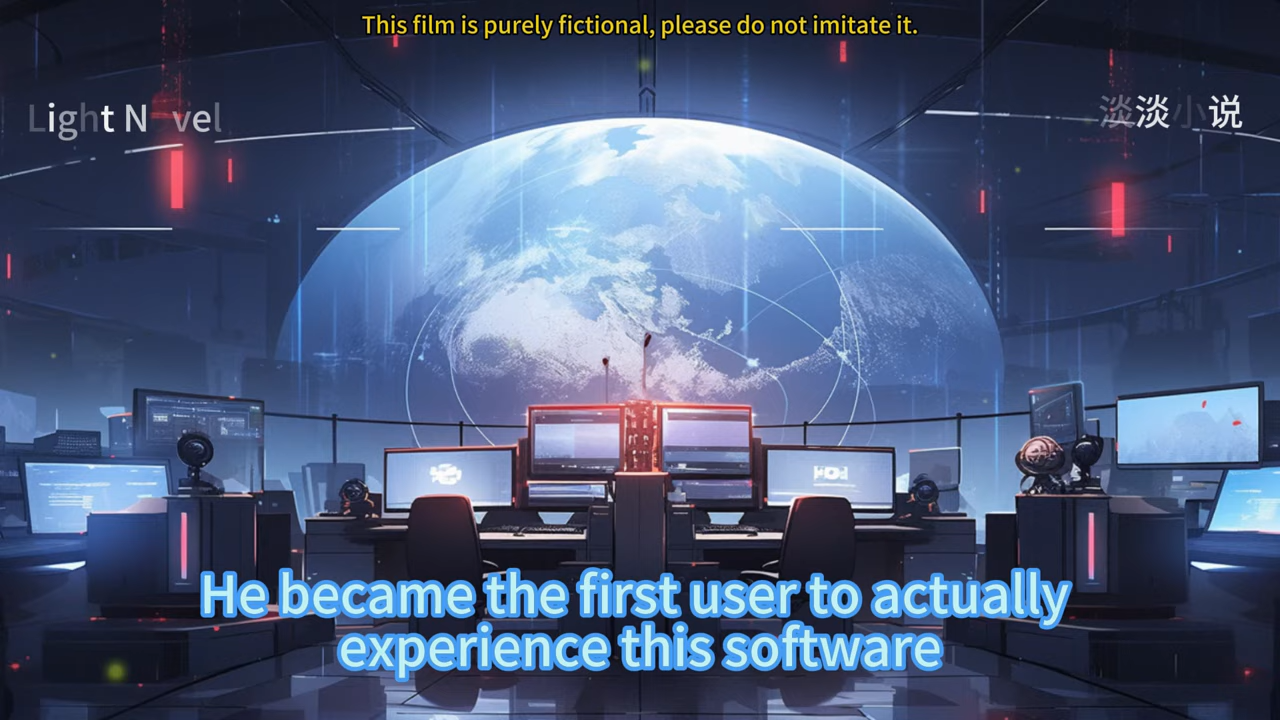 This film is purely fictional, please do not imitate it.
Light N vel
淡淡小说
He became the first user to actually
experience this software